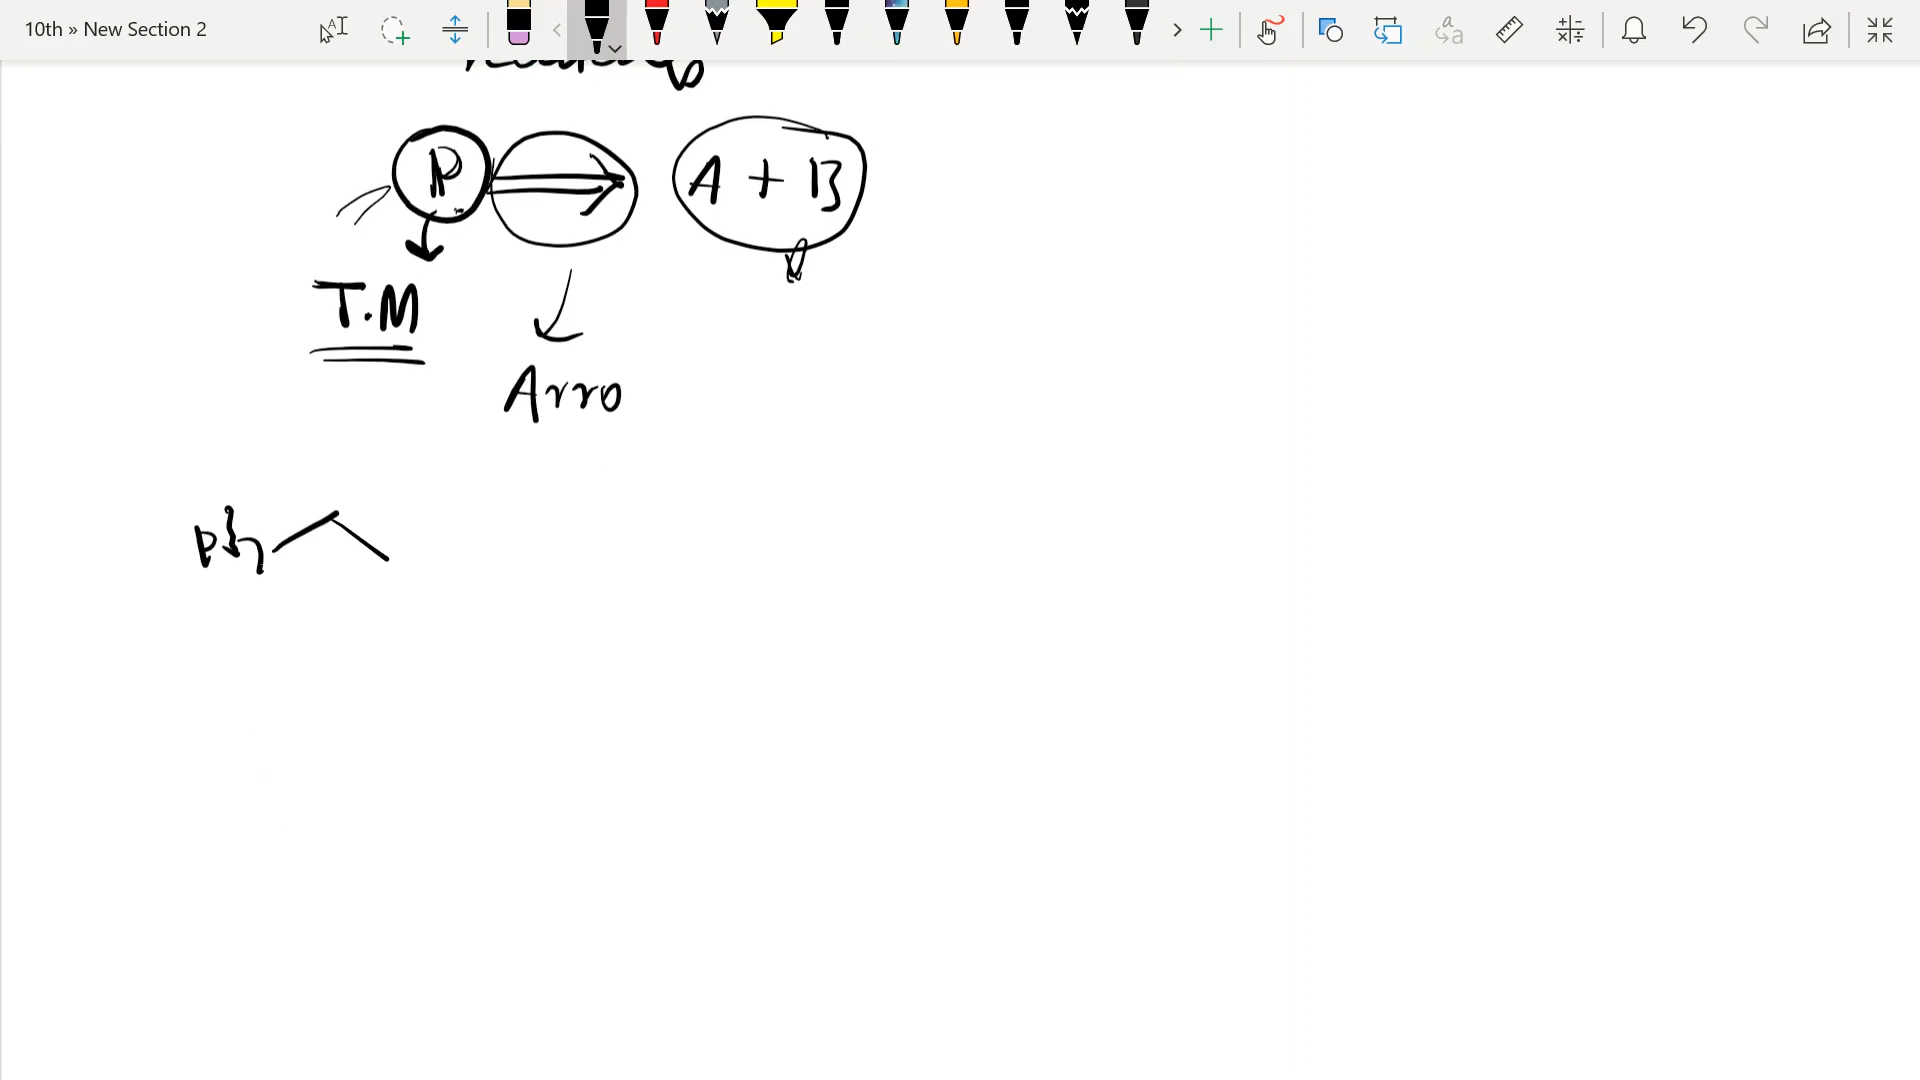 10th » New Section 2
P ⇒ A + B
T.M
Arro
Ph